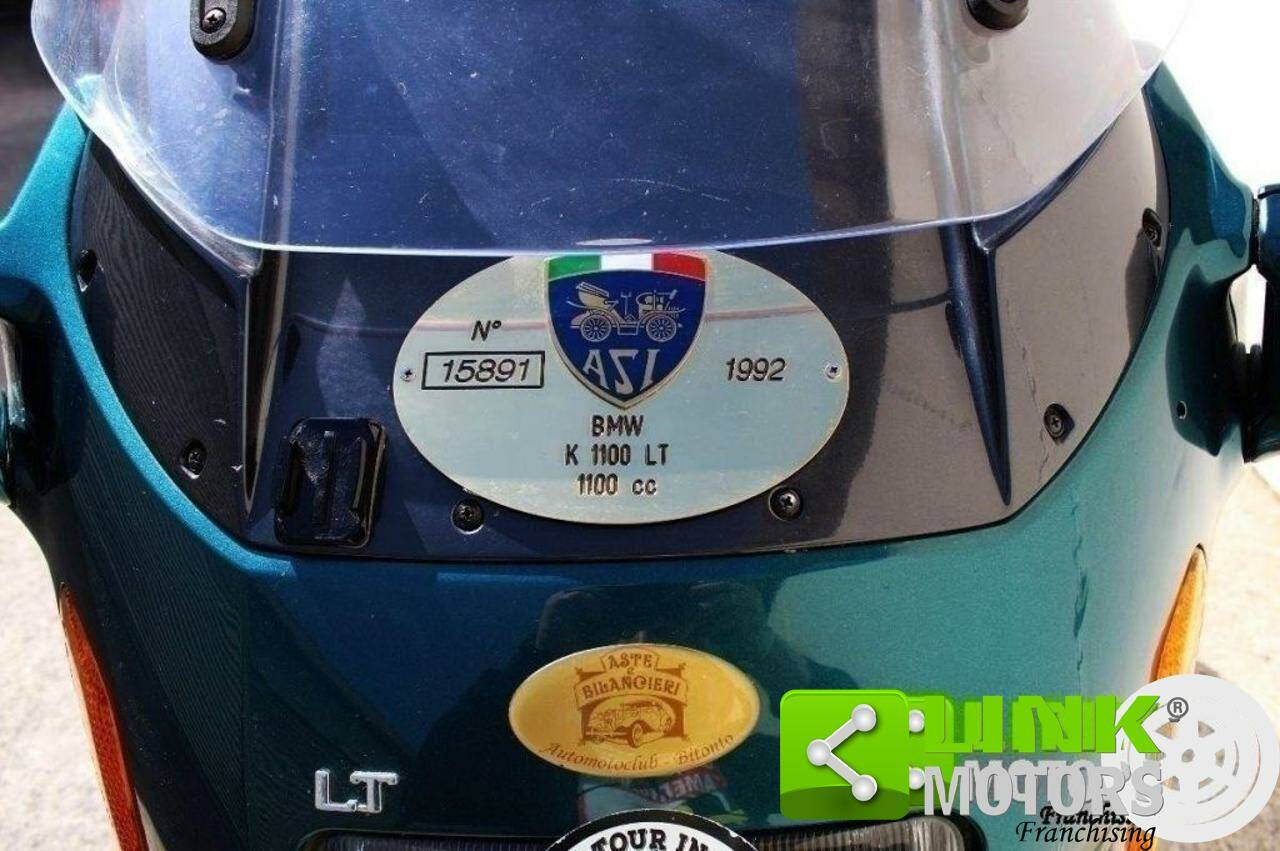 N°
15891
ASI
1992
BMW
K 1100 LT
1100 cc
ASTE
e
BILANCIERI
Automotoclub - Bitonto
LT
TOUR IN
LINK®
MOTORS
Franchising